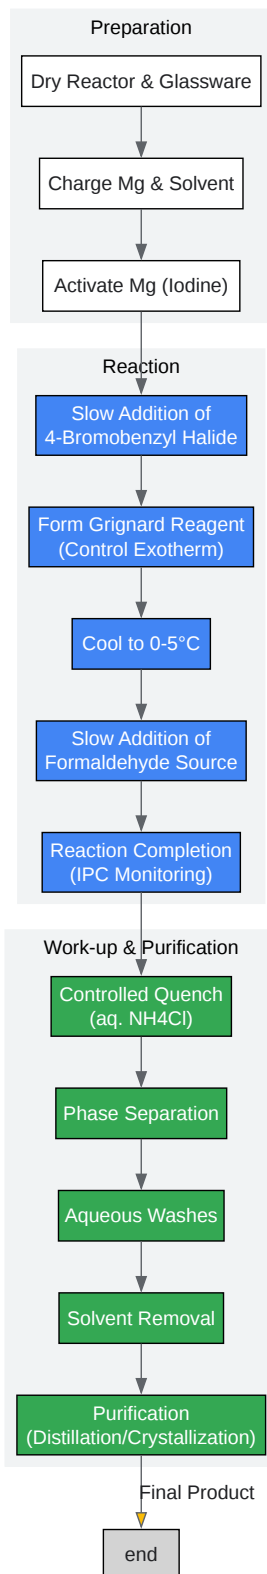 Preparation
Dry Reactor & Glassware
Charge Mg & Solvent
Activate Mg (Iodine)
Reaction
Slow Addition of
4-Bromobenzyl Halide
Form Grignard Reagent
(Control Exotherm)
Cool to 0-5°C
Slow Addition of
Formaldehyde Source
Reaction Completion
(IPC Monitoring)
Work-up & Purification
Controlled Quench
(aq. NH4Cl)
Phase Separation
Aqueous Washes
Solvent Removal
Purification
(Distillation/Crystallization)
Final Product
end